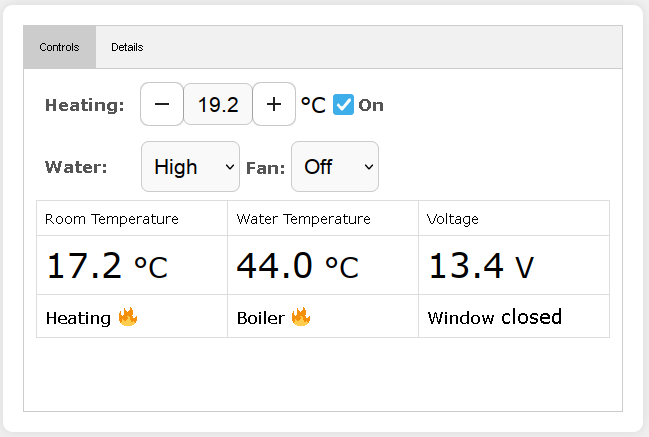 Controls Details
Heating: − 19.2 + °C On
Water: High Fan: Off
Room Temperature Water Temperature Voltage
17.2 °C 44.0 °C 13.4 V
Heating 🔥 Boiler 🔥 Window closed